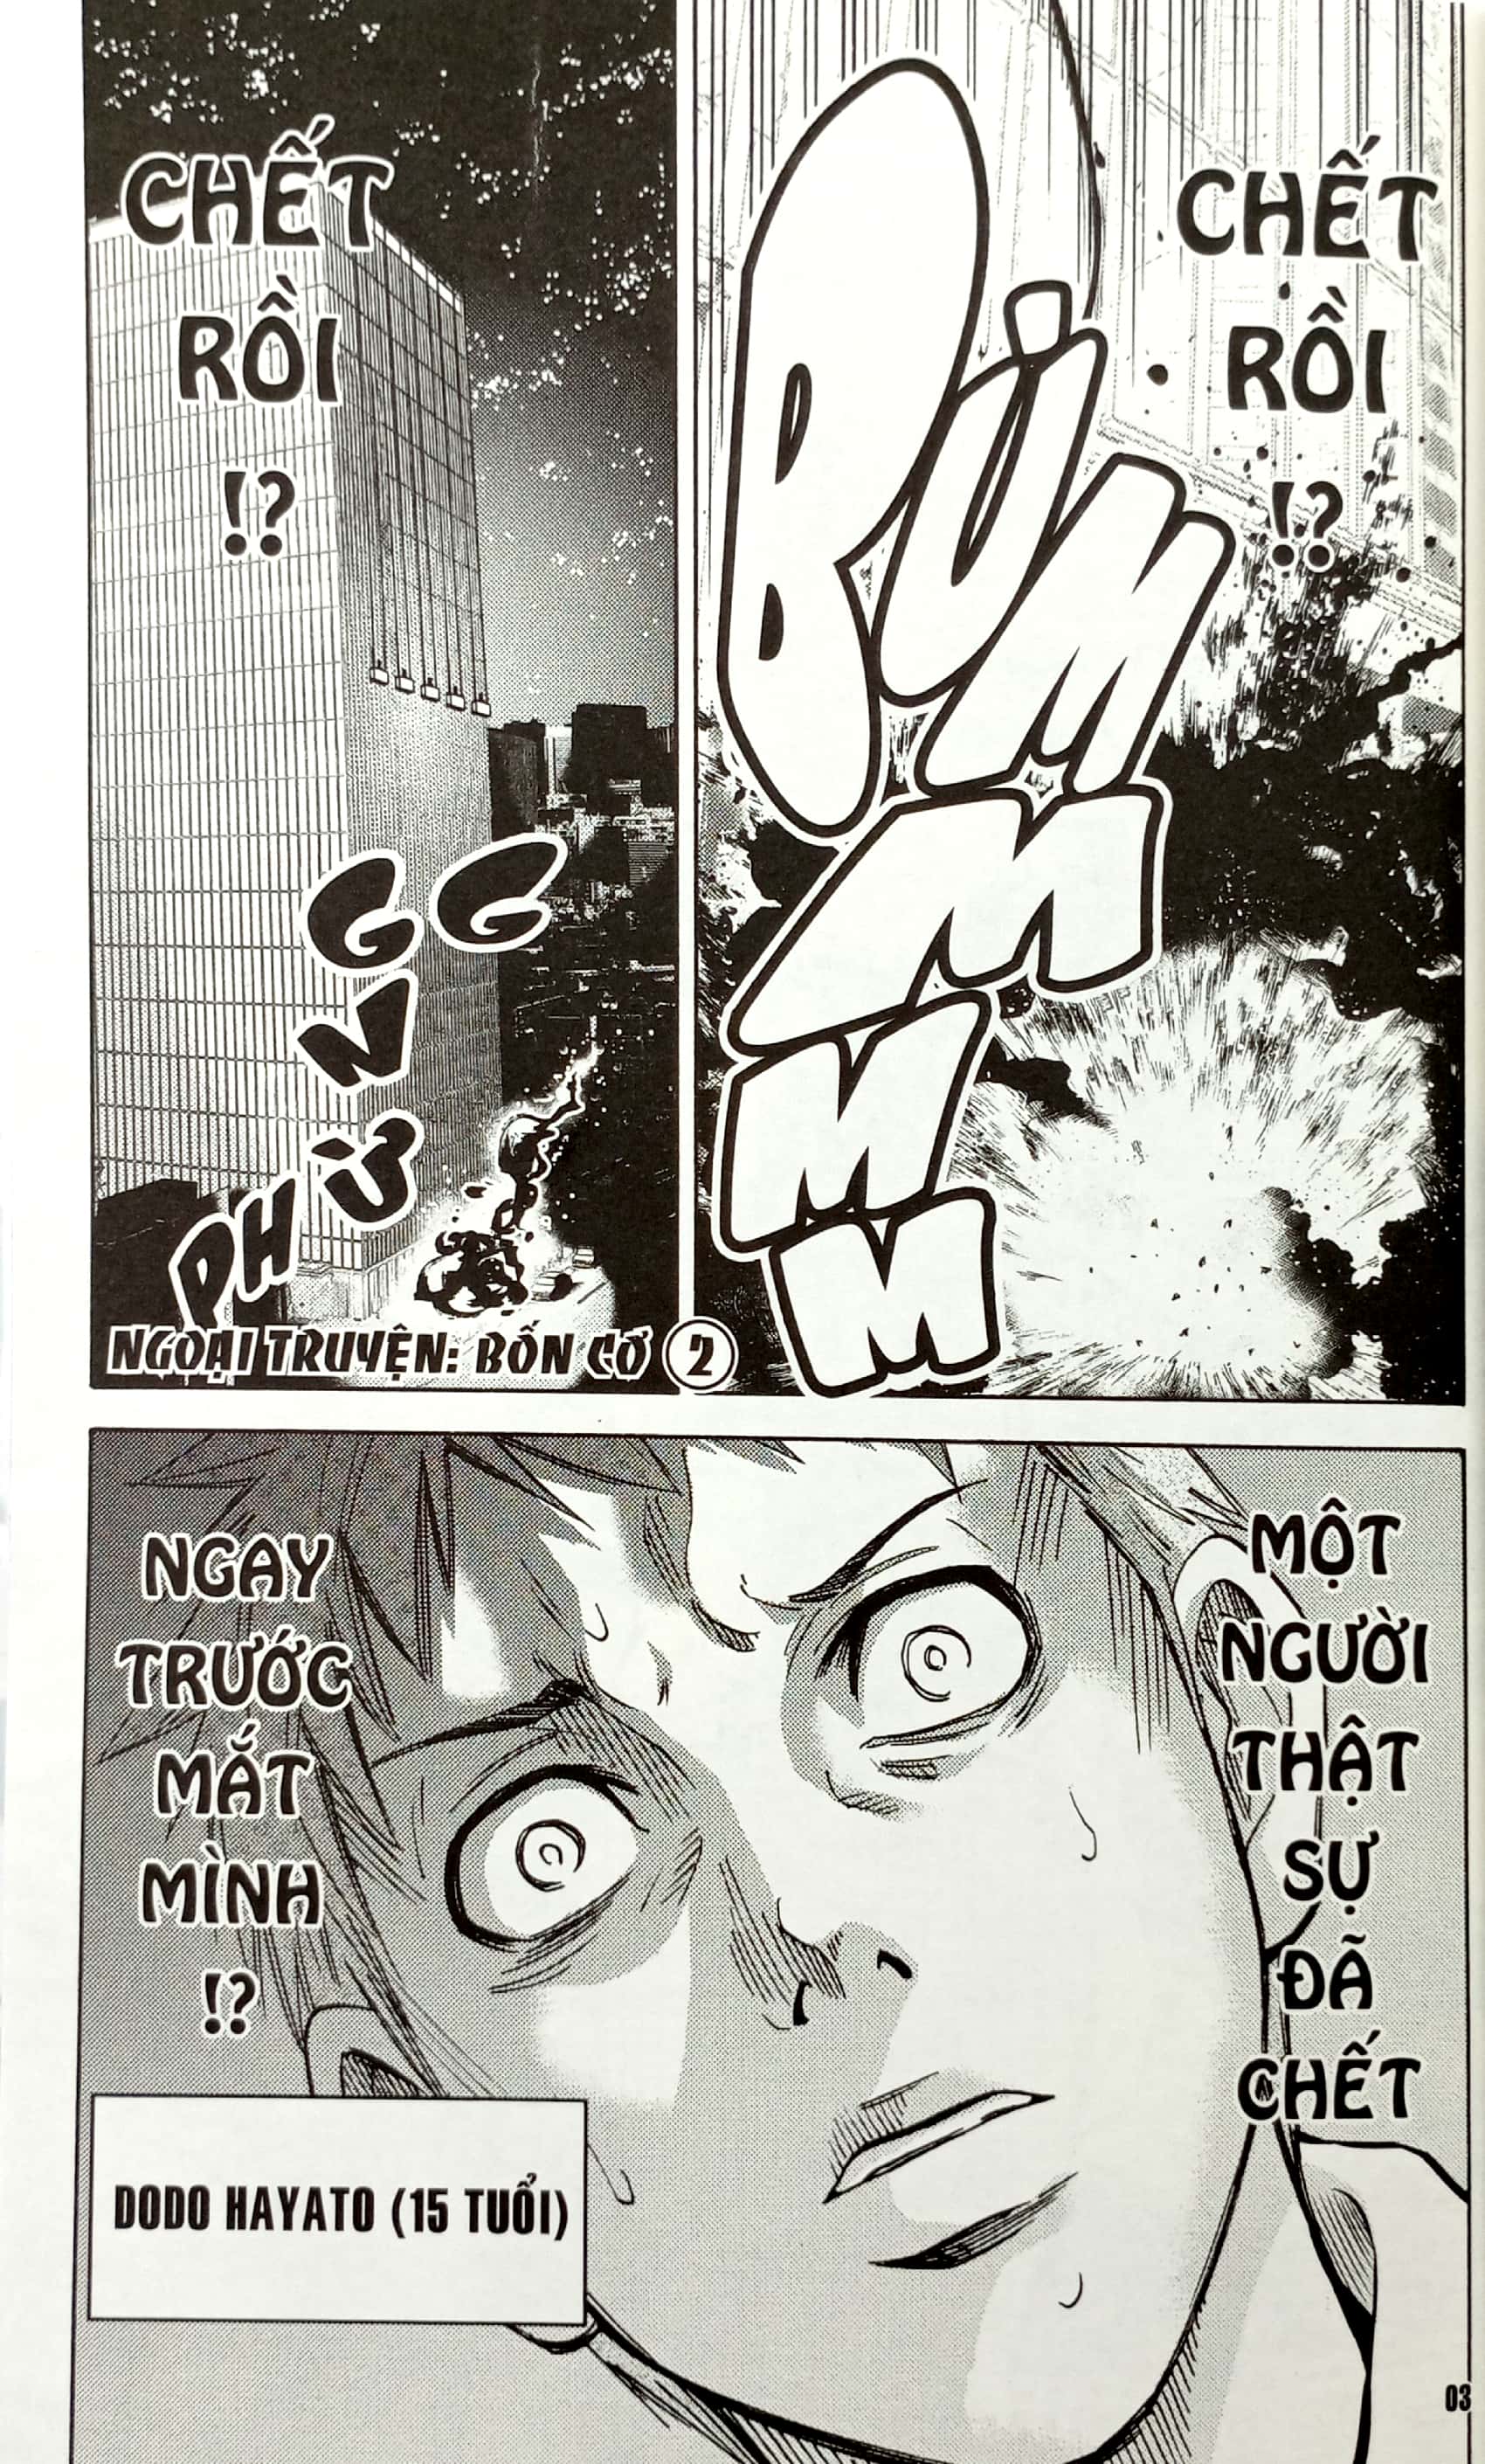 CHẾT
RỒI
!?
BÙMMMM
CHẾT
RỒI
!?
PHỪNGG
NGOẠI TRUYỆN: BỐN CƠ 2
MỘT
NGƯỜI
THẬT
SỰ
ĐÃ
CHẾT
NGAY
TRƯỚC
MẮT
MÌNH
!?
DODO HAYATO (15 TUỔI)
03